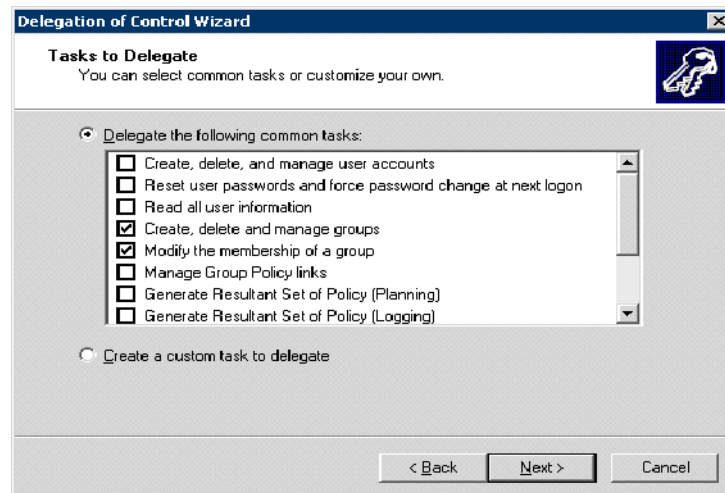 Delegation of Control Wizard
Tasks to Delegate
You can select common tasks or customize your own.
Delegate the following common tasks:
Create, delete, and manage user accounts
Reset user passwords and force password change at next logon
Read all user information
Create, delete and manage groups
Modify the membership of a group
Manage Group Policy links
Generate Resultant Set of Policy (Planning)
Generate Resultant Set of Policy (Logging)
Create a custom task to delegate
< Back Next > Cancel